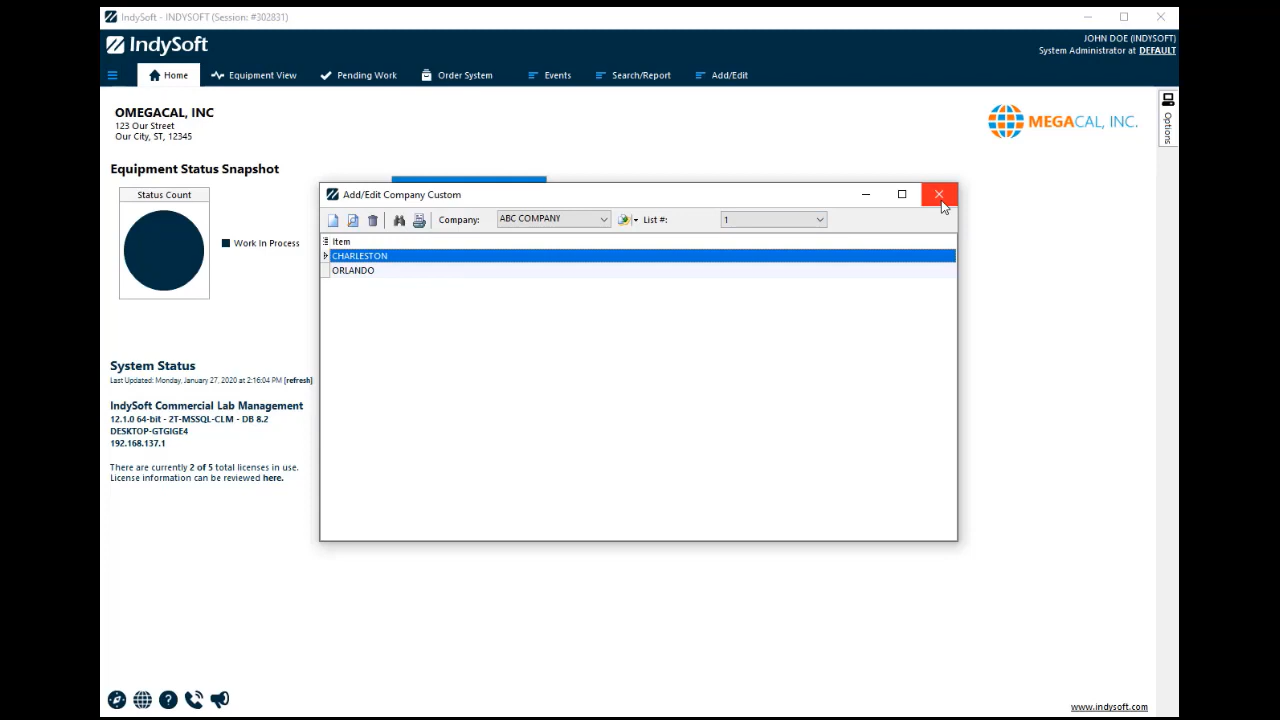 IndySoft - INDYSOFT (Session: #302831)
IndySoft
JOHN DOE (INDYSOFT)
System Administrator at DEFAULT
Home
Equipment View
Pending Work
Order System
Events
Search/Report
Add/Edit
OMEGACAL, INC
123 Our Street
Our City, ST, 12345
MEGACAL, INC.
Options
Equipment Status Snapshot
Status Count
Work In Process
Add/Edit Company Custom
Company: ABC COMPANY List #: 1
Item
CHARLESTON
ORLANDO
System Status
Last Updated: Monday, January 27, 2020 at 2:16:04 PM [refresh]
IndySoft Commercial Lab Management
12.1.0 64-bit - 2T-MSSQL-CLM - DB 8.2
DESKTOP-GTGIGE4
192.168.137.1
There are currently 2 of 5 total licenses in use.
License information can be reviewed here.
www.indysoft.com